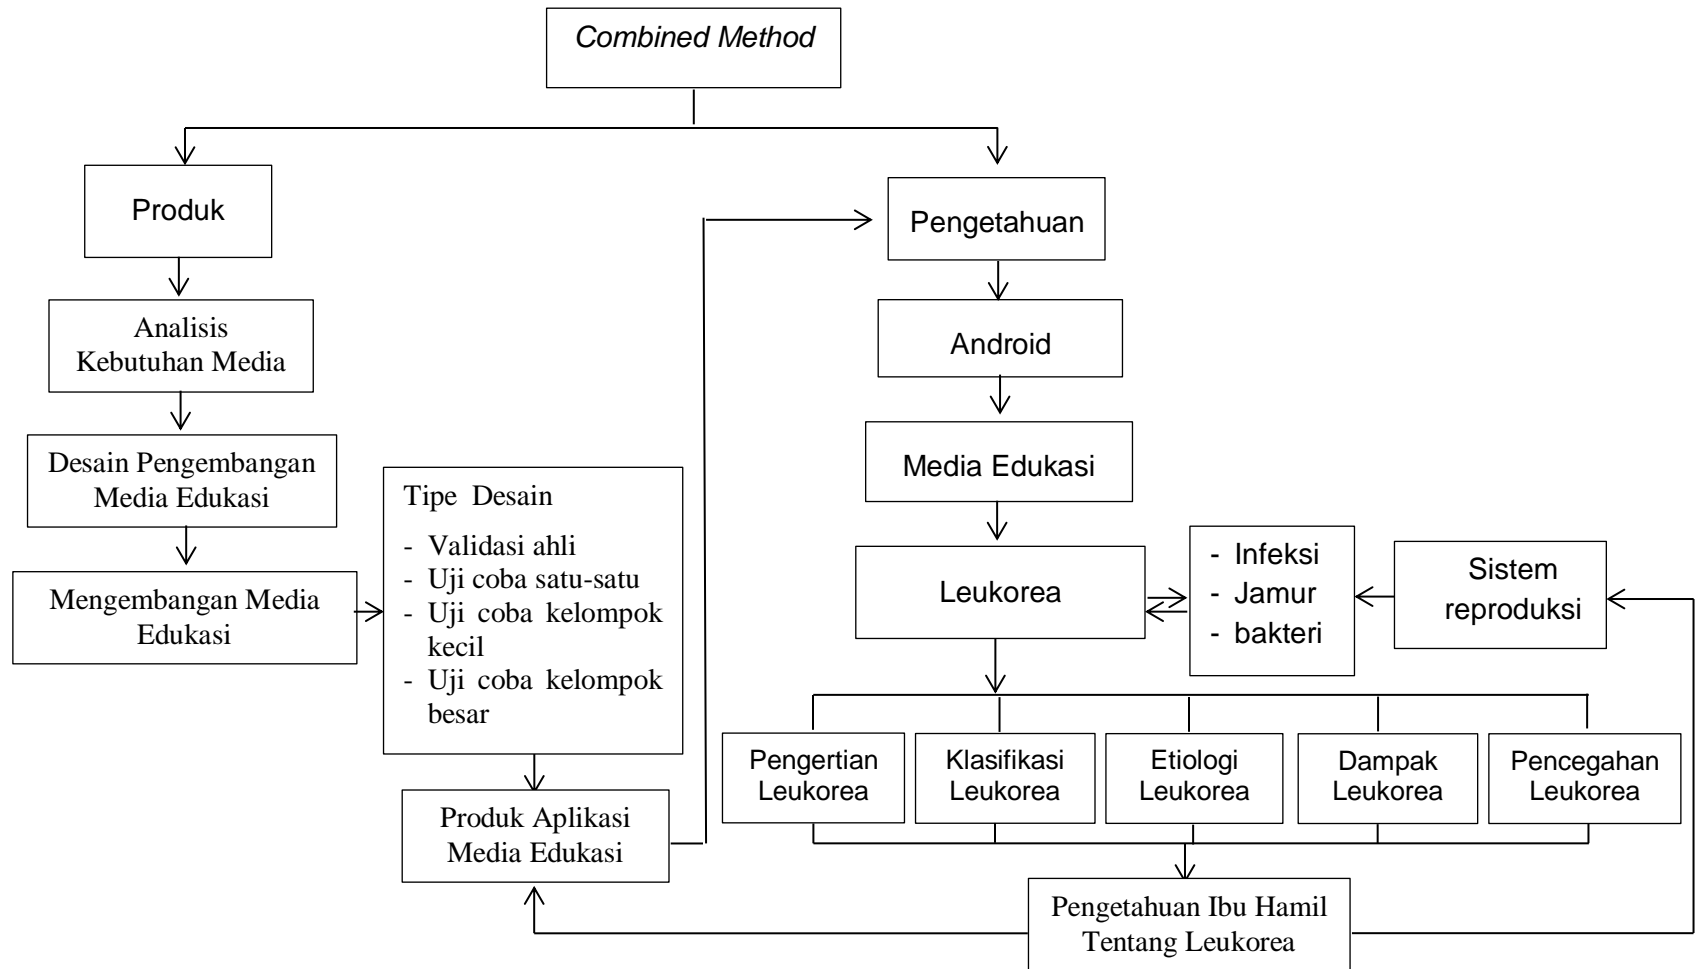 Combined Method
Produk
Analisis
Kebutuhan Media
Desain Pengembangan
Media Edukasi
Mengembangan Media
Edukasi
Tipe Desain
- Validasi ahli
- Uji coba satu-satu
- Uji coba kelompok
kecil
- Uji coba kelompok
besar
Produk Aplikasi
Media Edukasi
Pengetahuan
Android
Media Edukasi
Leukorea
- Infeksi
- Jamur
- bakteri
Sistem
reproduksi
Pengertian
Leukorea
Klasifikasi
Leukorea
Etiologi
Leukorea
Dampak
Leukorea
Pencegahan
Leukorea
Pengetahuan Ibu Hamil
Tentang Leukorea